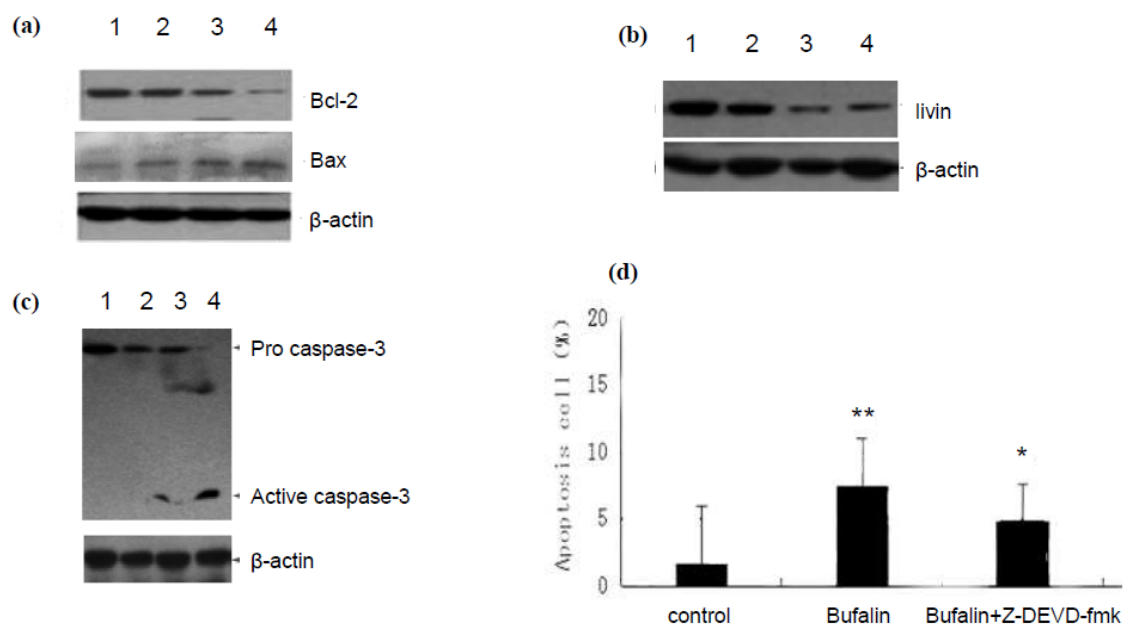 (a)
1 2 3 4
Bcl-2
Bax
β-actin
(b)
1 2 3 4
livin
β-actin
(c)
1 2 3 4
Pro caspase-3
Active caspase-3
β-actin
(d)
Apoptosis cell (%)
20
15
10
5
0
**
*
control Bufalin Bufalin+Z-DEVD-fmk